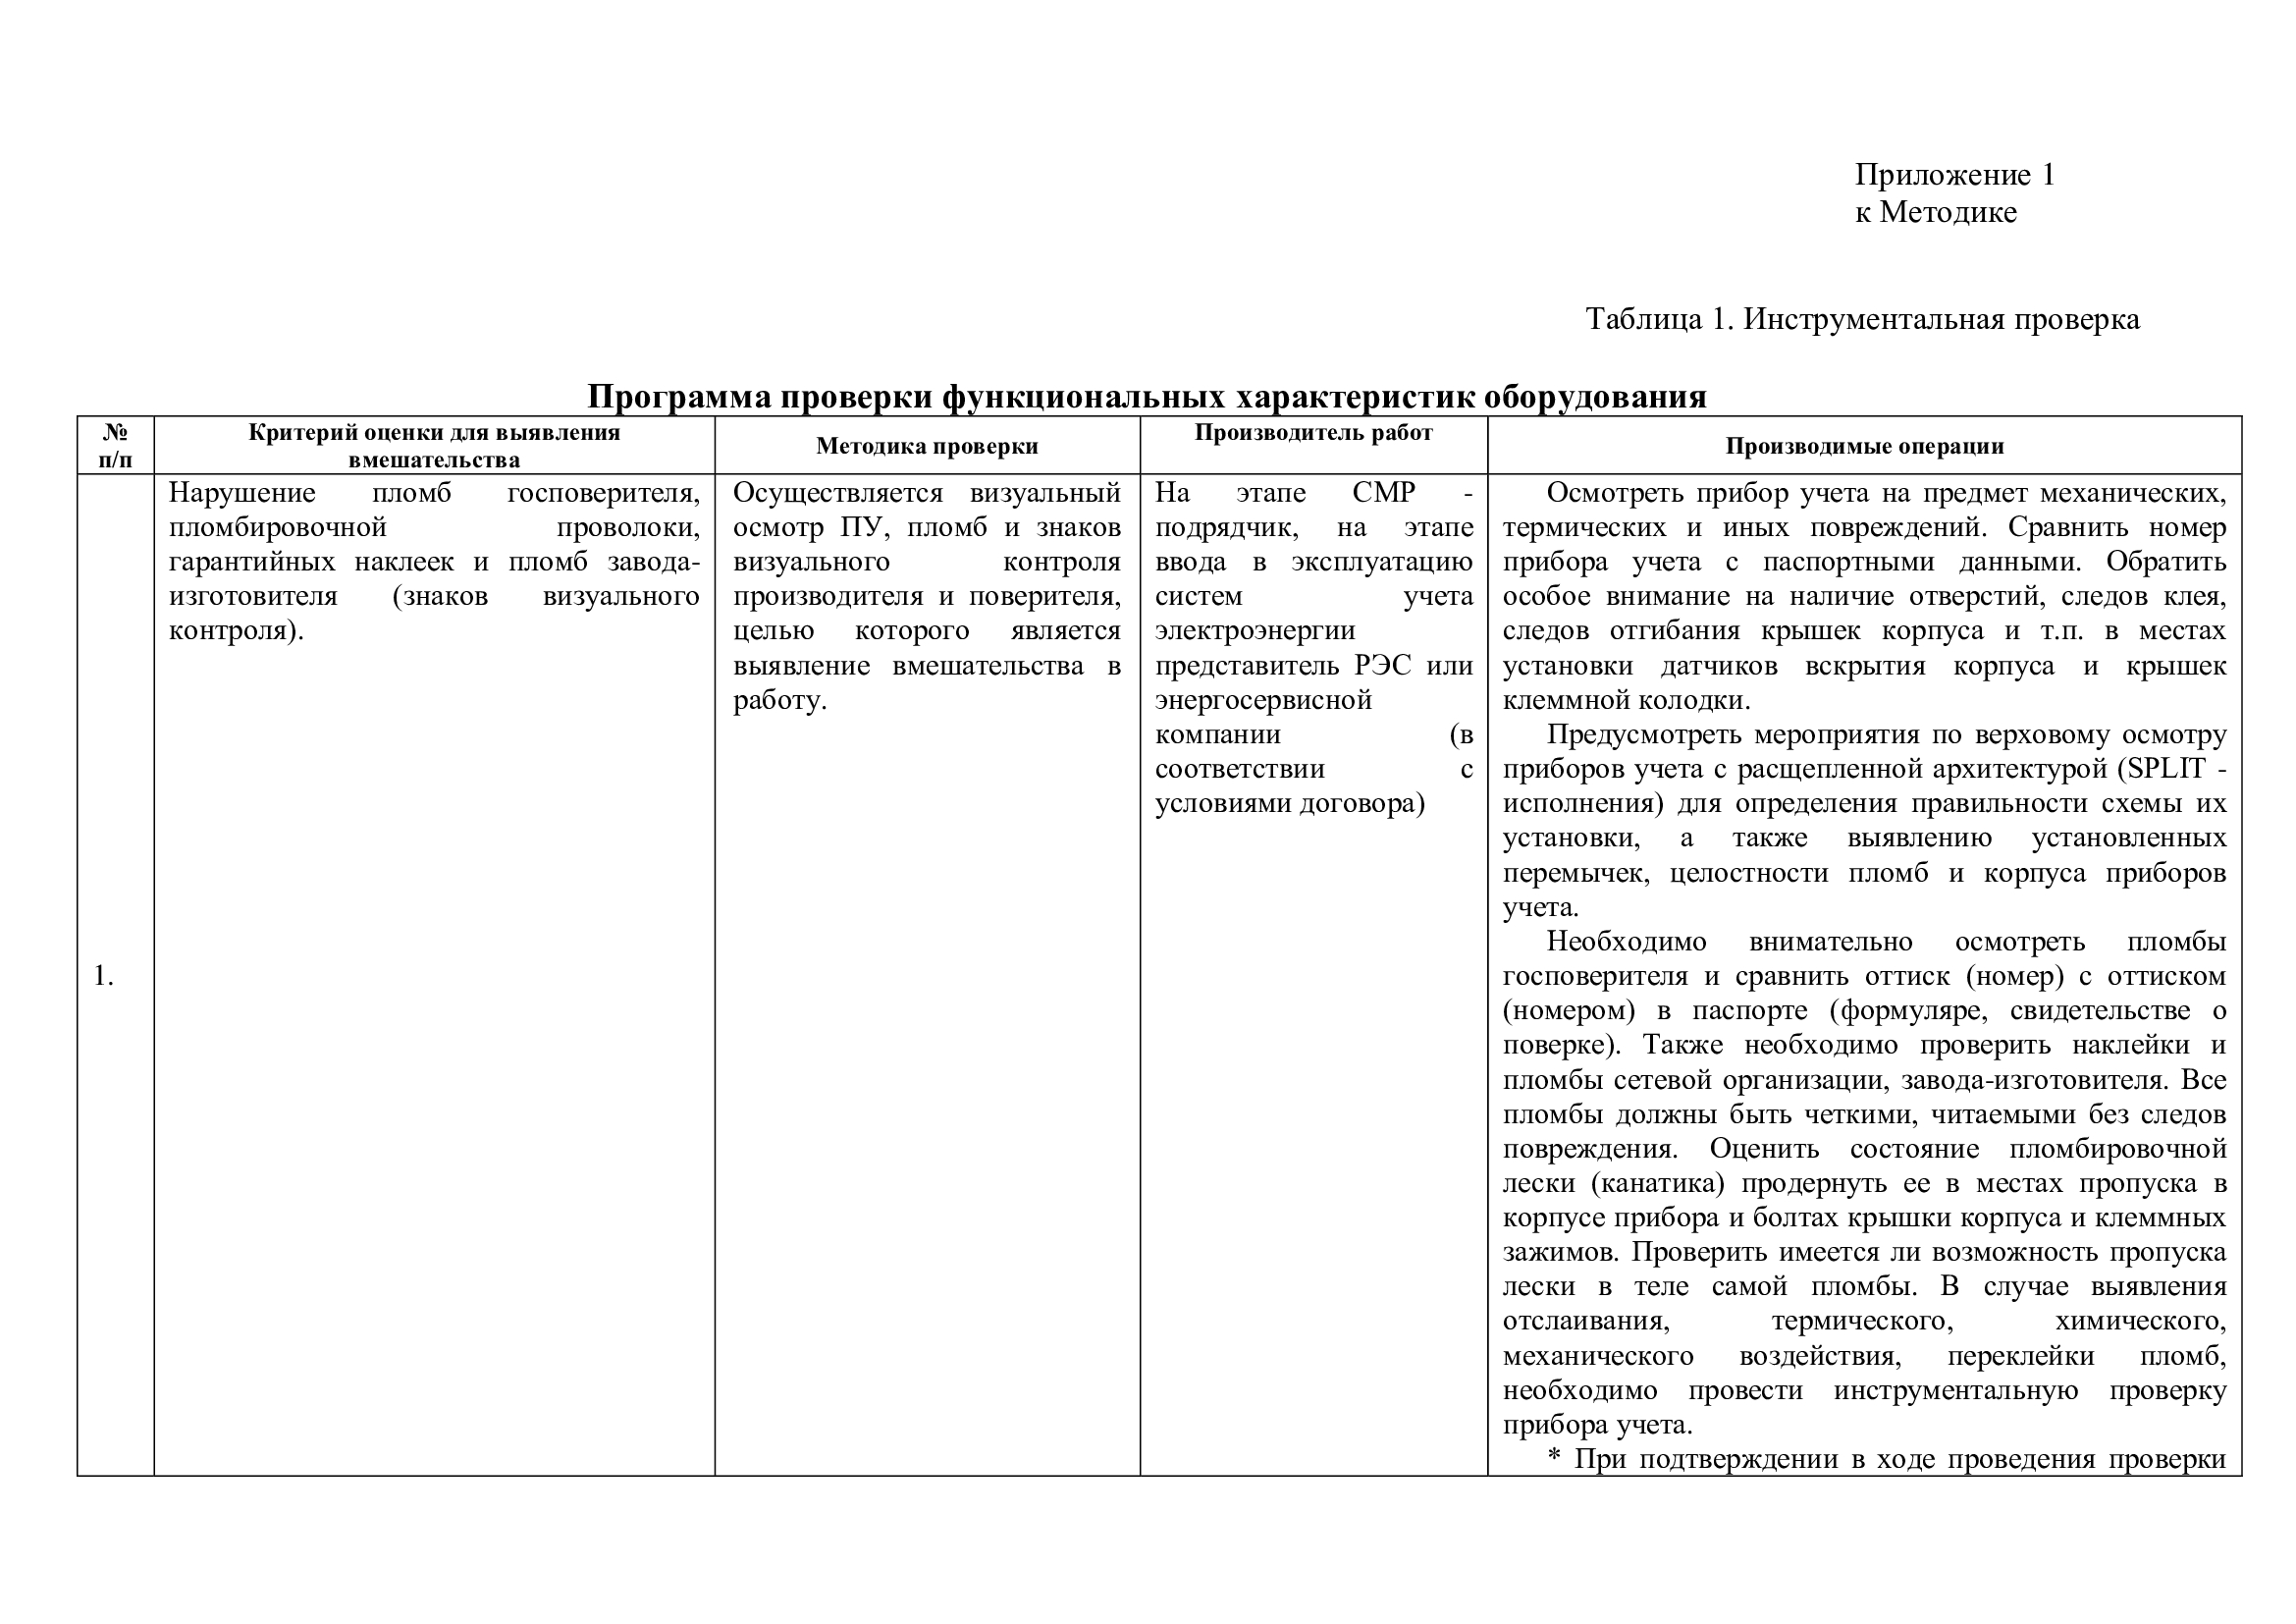 Приложение 1
к Методике
Таблица 1. Инструментальная проверка
Программа проверки функциональных характеристик оборудования
№
п/п
Критерий оценки для выявления
вмешательства
Методика проверки
Производитель работ
Производимые операции
1.
Нарушение пломб госповерителя,
пломбировочной проволоки,
гарантийных наклеек и пломб завода-
изготовителя (знаков визуального
контроля).
Осуществляется визуальный
осмотр ПУ, пломб и знаков
визуального контроля
производителя и поверителя,
целью которого является
выявление вмешательства в
работу.
На этапе СМР -
подрядчик, на этапе
ввода в эксплуатацию
систем учета
электроэнергии
представитель РЭС или
энергосервисной
компании (в
соответствии с
условиями договора)
Осмотреть прибор учета на предмет механических,
термических и иных повреждений. Сравнить номер
прибора учета с паспортными данными. Обратить
особое внимание на наличие отверстий, следов клея,
следов отгибания крышек корпуса и т.п. в местах
установки датчиков вскрытия корпуса и крышек
клеммной колодки.
Предусмотреть мероприятия по верховому осмотру
приборов учета с расщепленной архитектурой (SPLIT -
исполнения) для определения правильности схемы их
установки, а также выявлению установленных
перемычек, целостности пломб и корпуса приборов
учета.
Необходимо внимательно осмотреть пломбы
госповерителя и сравнить оттиск (номер) с оттиском
(номером) в паспорте (формуляре, свидетельстве о
поверке). Также необходимо проверить наклейки и
пломбы сетевой организации, завода-изготовителя. Все
пломбы должны быть четкими, читаемыми без следов
повреждения. Оценить состояние пломбировочной
лески (канатика) продернуть ее в местах пропуска в
корпусе прибора и болтах крышки корпуса и клеммных
зажимов. Проверить имеется ли возможность пропуска
лески в теле самой пломбы. В случае выявления
отслаивания, термического, химического,
механического воздействия, переклейки пломб,
необходимо провести инструментальную проверку
прибора учета.
* При подтверждении в ходе проведения проверки